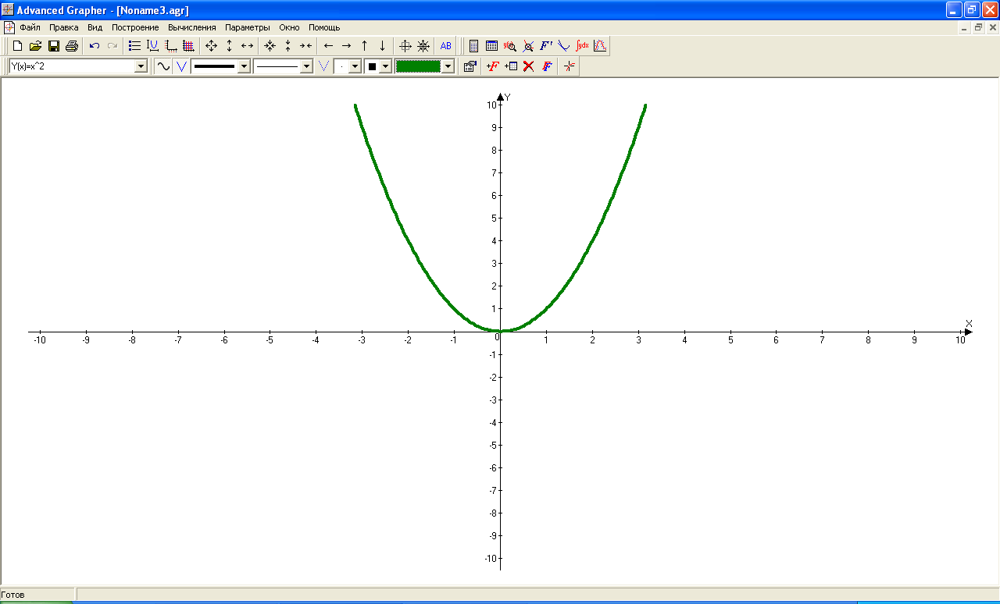 Advanced Grapher - [Noname3.agr]
Файл Правка Вид Построение Вычисления Параметры Окно Помощь
AB F' ∫ydx
Y(x)=x^2
+F F
Y
10
9
8
7
6
5
4
3
2
1
X
-10 -9 -8 -7 -6 -5 -4 -3 -2 -1 0 1 2 3 4 5 6 7 8 9 10
-1
-2
-3
-4
-5
-6
-7
-8
-9
-10
Готов